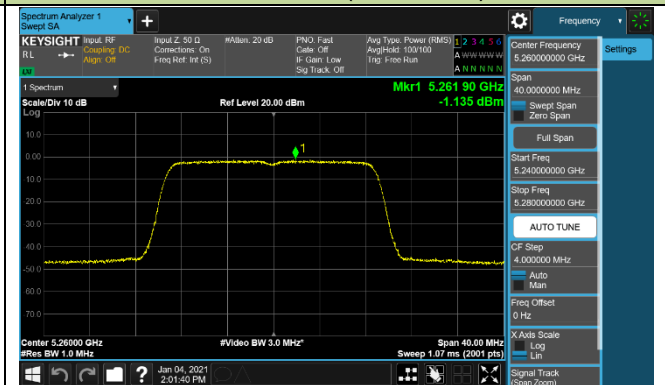 Spectrum Analyzer 1
Swept SA
Frequency
KEYSIGHT
RL
Input: RF
Coupling: DC
Align: Off
Input Z: 50 Ω
Corrections: On
Freq Ref: Int (S)
#Atten: 20 dB
PNO: Fast
Gate: Off
IF Gain: Low
Sig Track: Off
Avg Type: Power (RMS)
Avg|Hold: 100/100
Trig: Free Run
1 2 3 4 5 6
A W W W W W
A N N N N N
LM
1 Spectrum
Scale/Div 10 dB
Log
Ref Level 20.00 dBm
Mkr1 5.261 90 GHz
-1.135 dBm
10.0
0.00
-10.0
-20.0
-30.0
-40.0
-50.0
-60.0
-70.0
1
Center 5.26000 GHz
#Res BW 1.0 MHz
#Video BW 3.0 MHz*
Span 40.00 MHz
Sweep 1.07 ms (2001 pts)
Jan 04, 2021
2:01:40 PM
Center Frequency
5.260000000 GHz
Settings
Span
40.0000000 MHz
Swept Span
Zero Span
Full Span
Start Freq
5.240000000 GHz
Stop Freq
5.280000000 GHz
AUTO TUNE
CF Step
4.000000 MHz
Auto
Man
Freq Offset
0 Hz
X Axis Scale
Log
Lin
Signal Track
(Span Zoom)